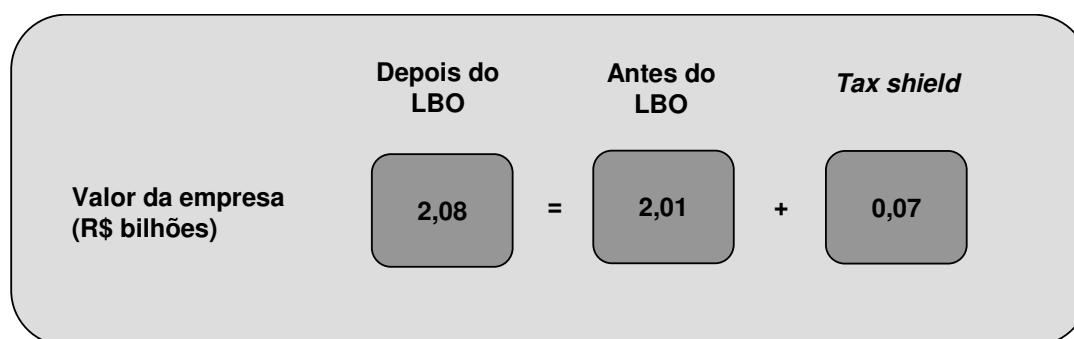 Depois do
LBO
Antes do
LBO
Tax shield
Valor da empresa
(R$ bilhões)
2,08 = 2,01 + 0,07